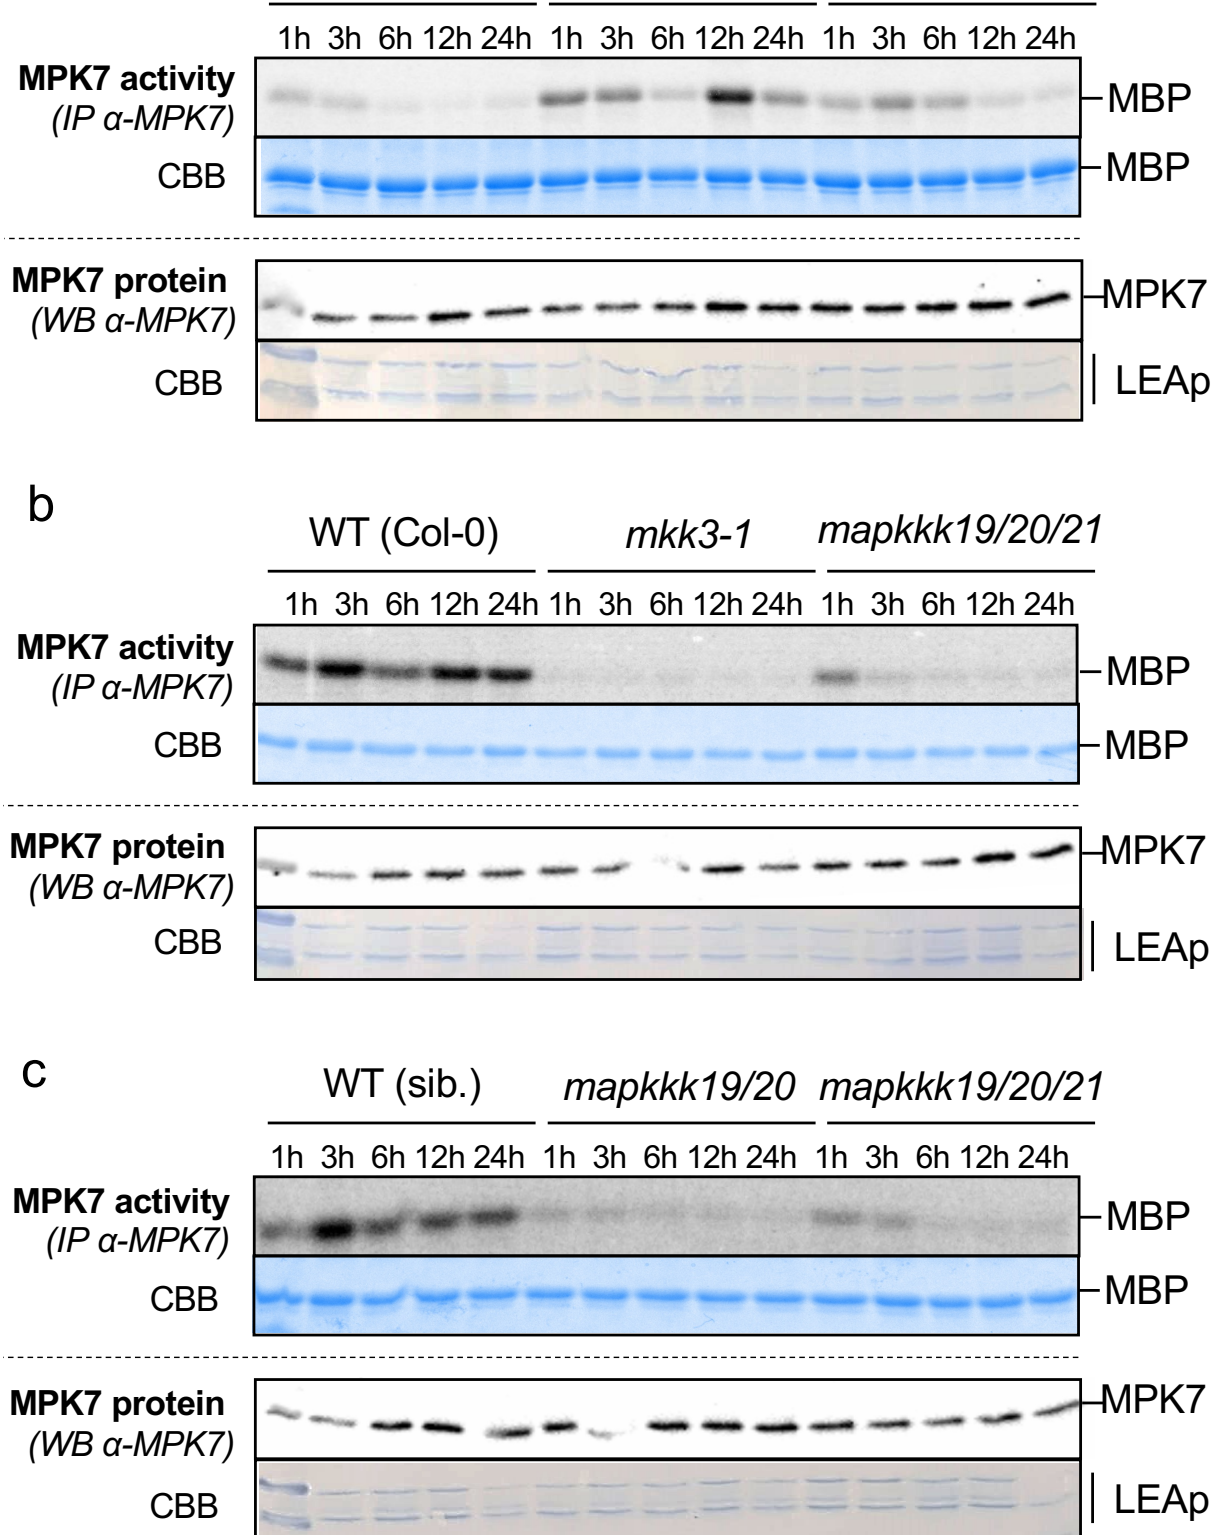 1h 3h 6h 12h 24h 1h 3h 6h 12h 24h 1h 3h 6h 12h 24h
MPK7 activity
(IP α-MPK7)
MBP
CBB
MBP
MPK7 protein
(WB α-MPK7)
MPK7
CBB
LEAp
b
WT (Col-0) mkk3-1 mapkkk19/20/21
1h 3h 6h 12h 24h 1h 3h 6h 12h 24h 1h 3h 6h 12h 24h
MPK7 activity
(IP α-MPK7)
MBP
CBB
MBP
MPK7 protein
(WB α-MPK7)
MPK7
CBB
LEAp
c
WT (sib.) mapkkk19/20 mapkkk19/20/21
1h 3h 6h 12h 24h 1h 3h 6h 12h 24h 1h 3h 6h 12h 24h
MPK7 activity
(IP α-MPK7)
MBP
CBB
MBP
MPK7 protein
(WB α-MPK7)
MPK7
CBB
LEAp